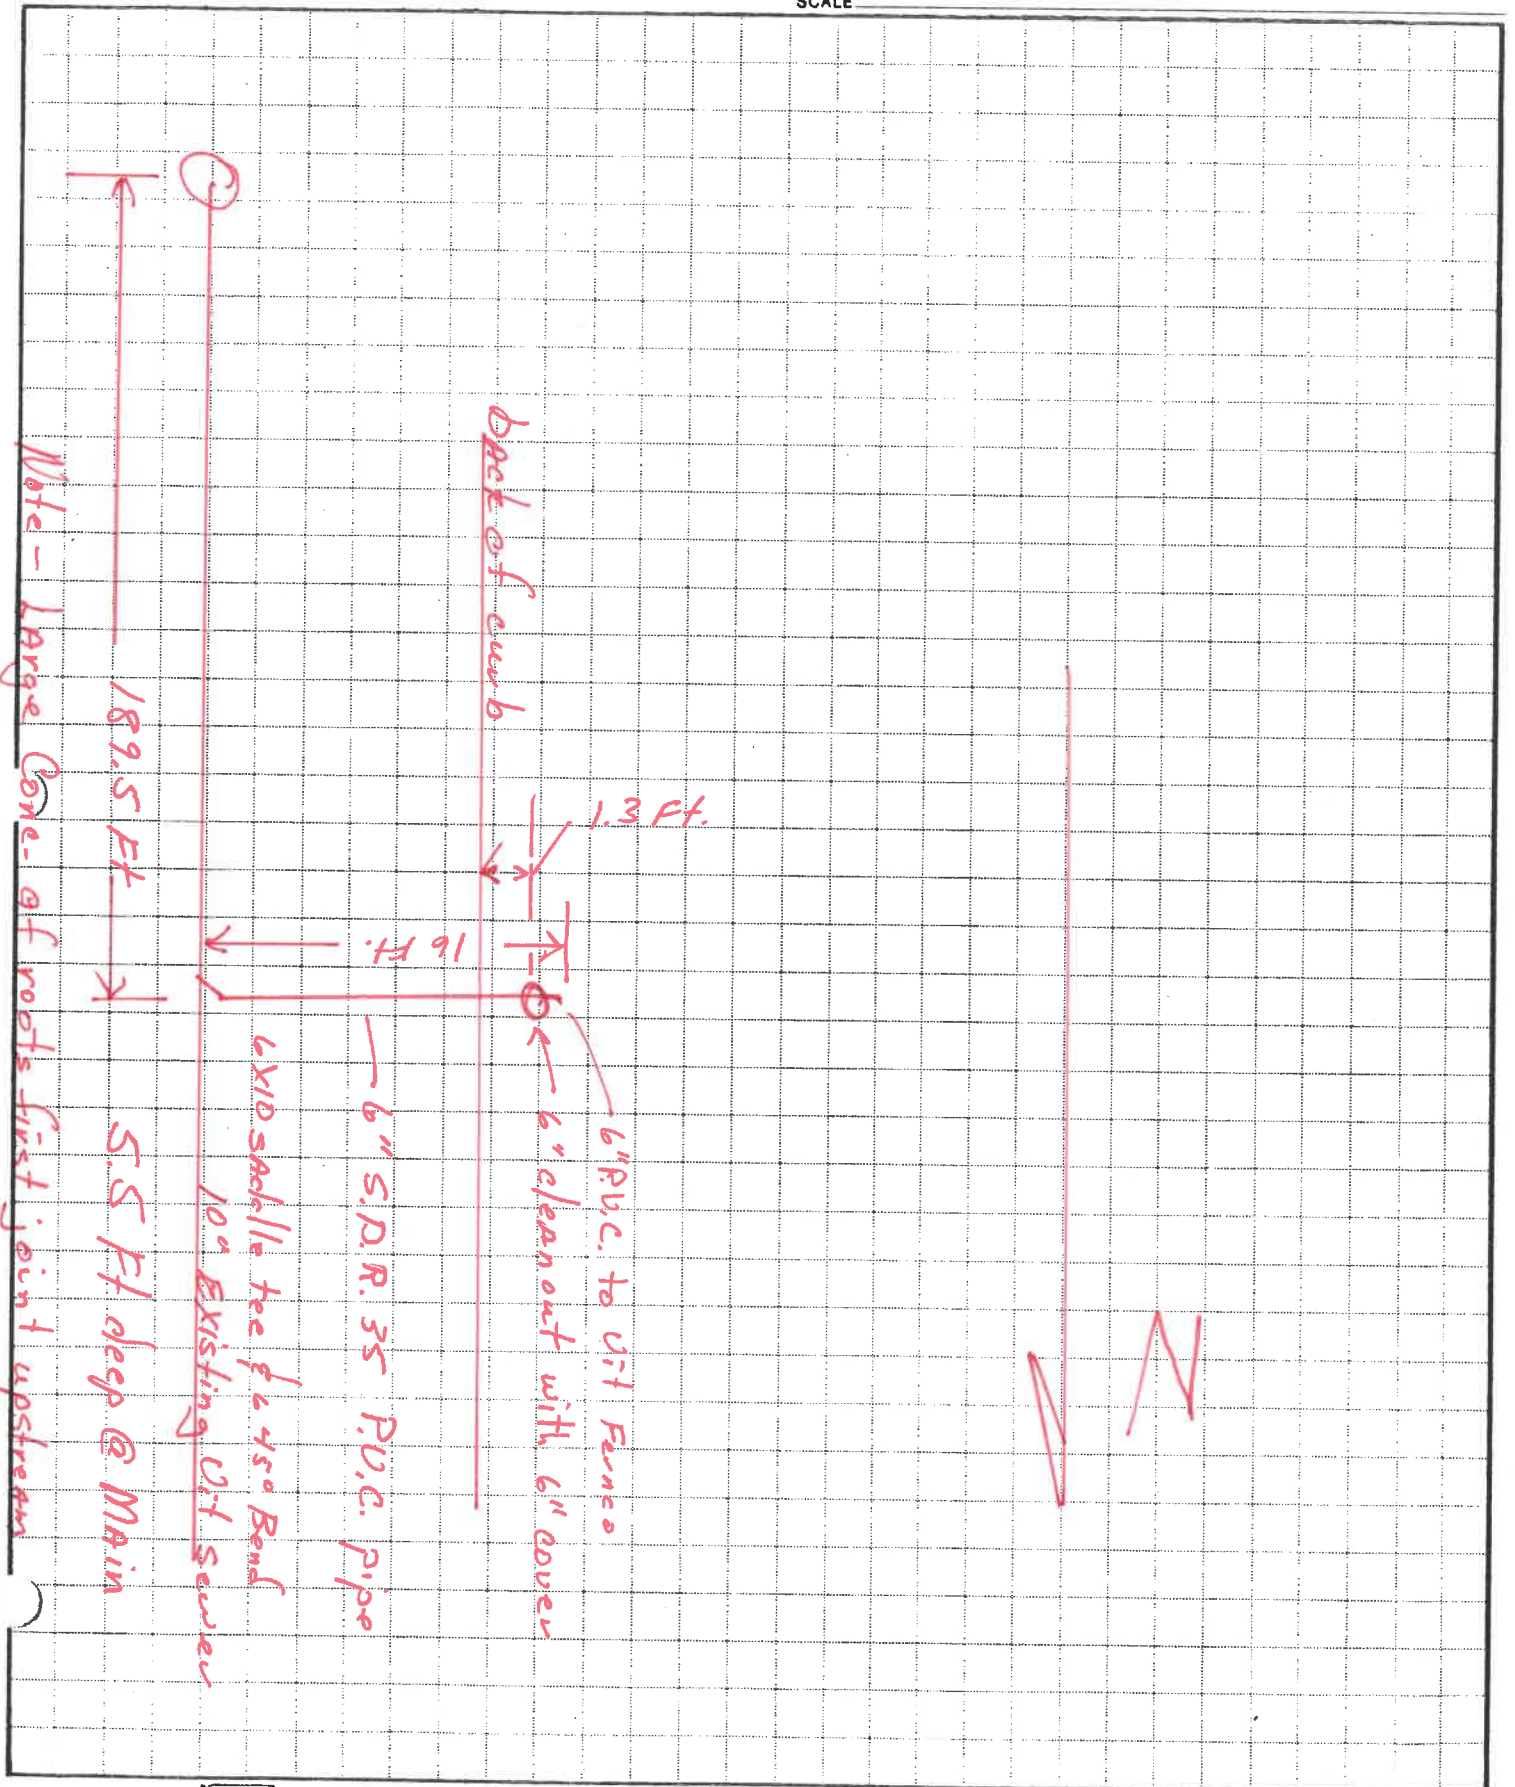 SCALE
N
1.3 Ft.
back of curb
16 Ft.
6" P.V.C. to Vit Fernco
6" cleanout with 6" cover
6" S.D.R. 35 P.V.C. Pipe
6X10 saddle tee & 6 45° Bend
10" Existing Vit Sewer
189.5 Ft
5.5 Ft deep @ Main
Note - Large Cone- of roots first joint upstream